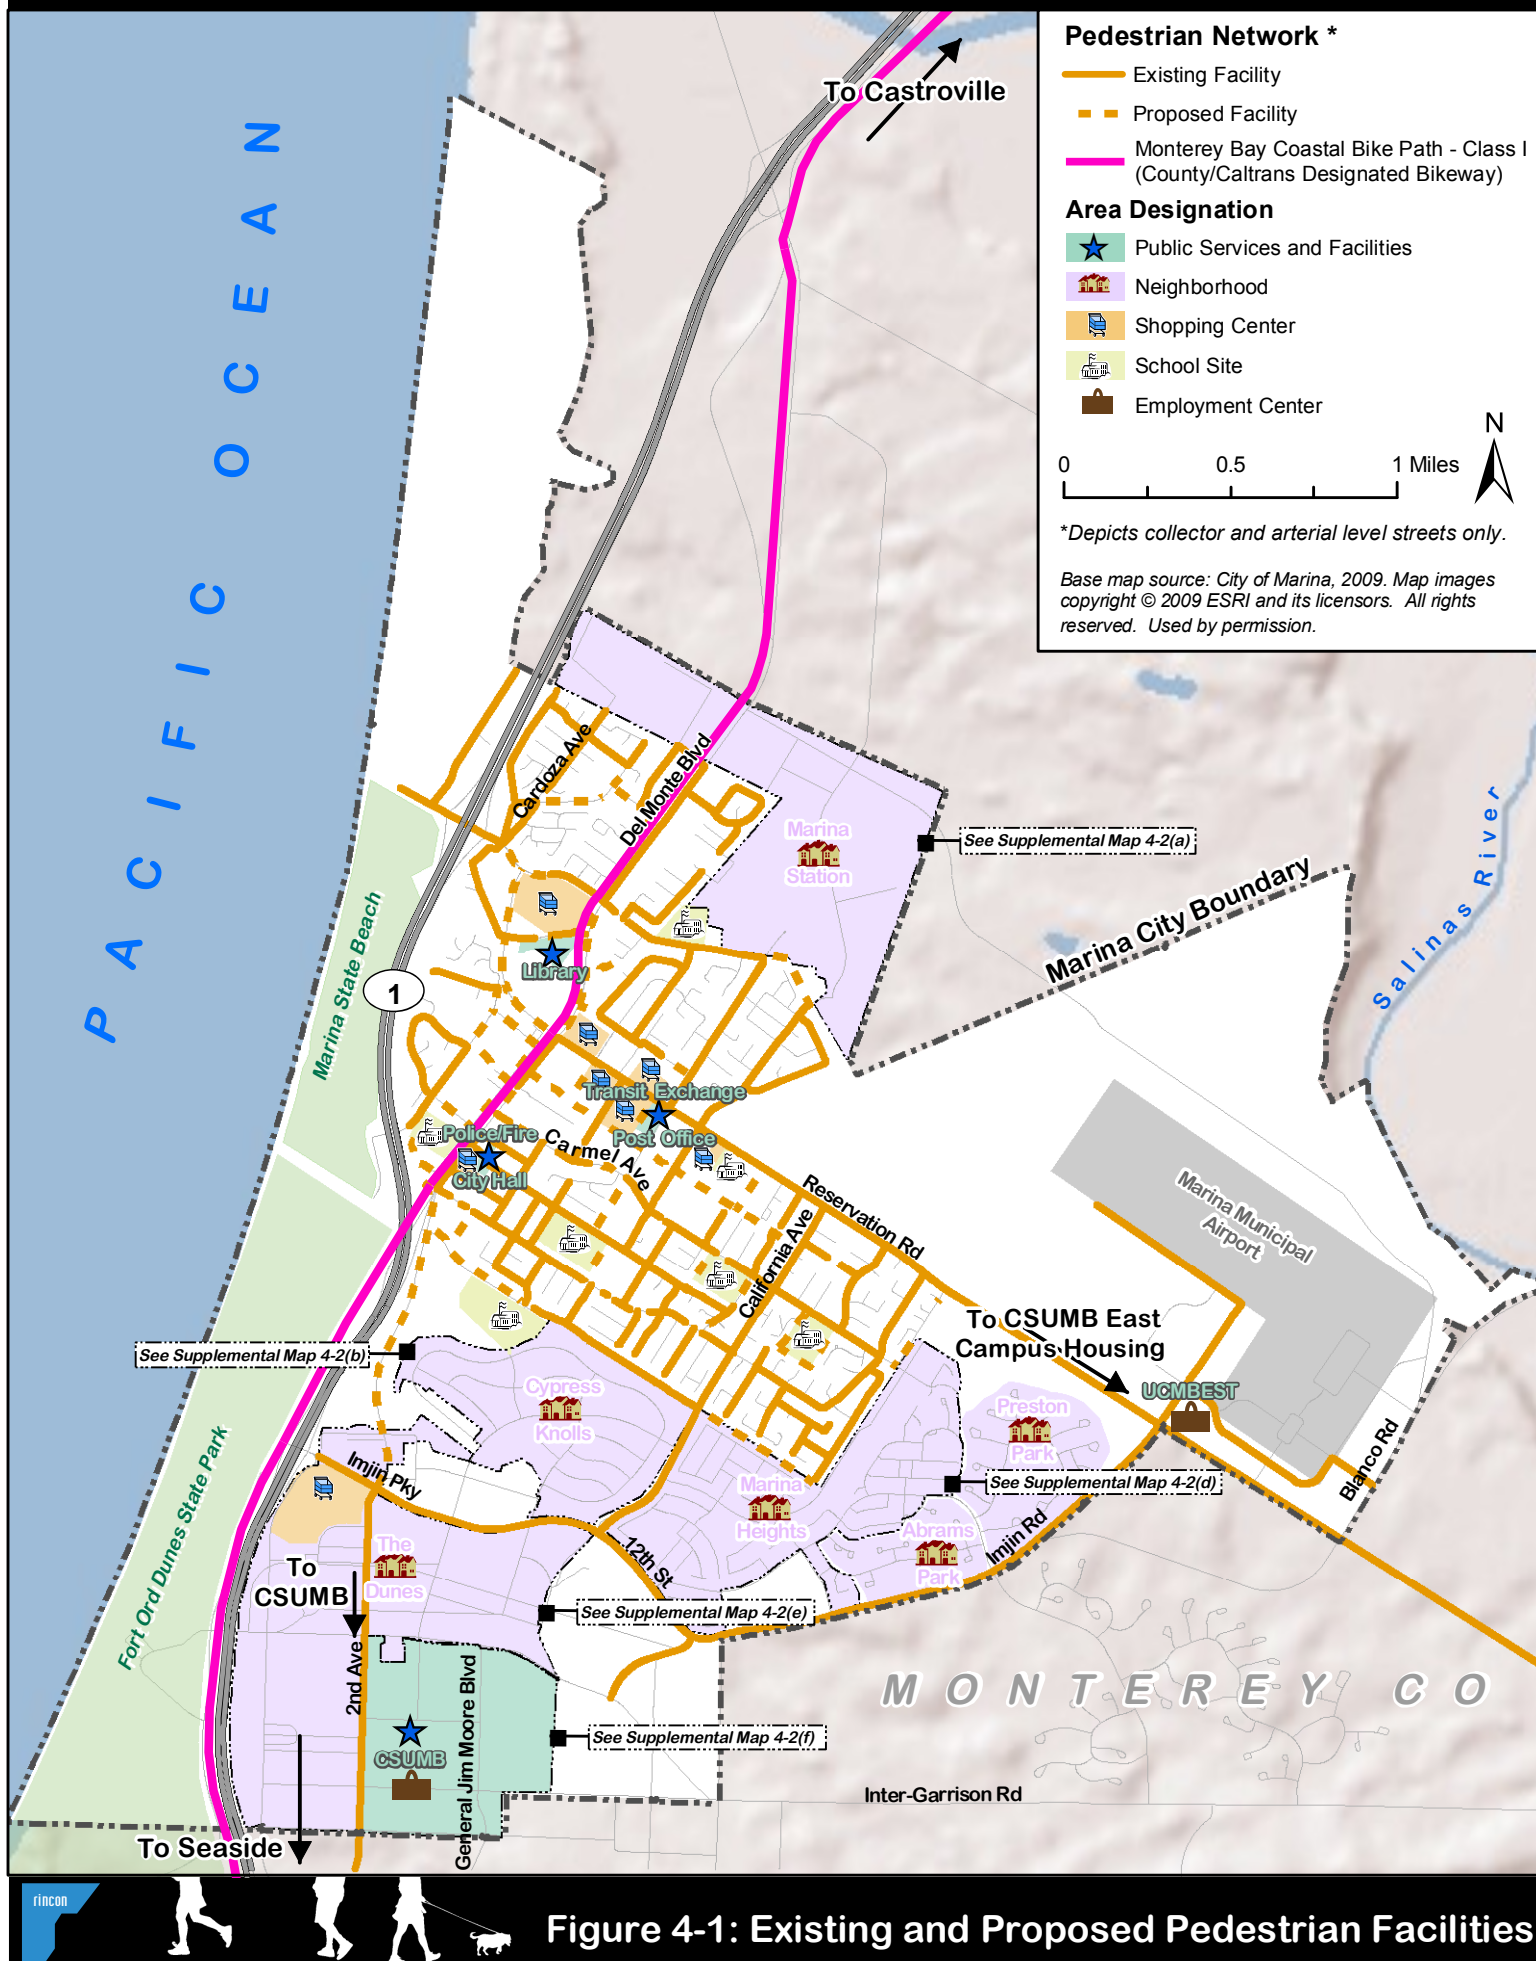 Pedestrian Network *
Existing Facility
Proposed Facility
Monterey Bay Coastal Bike Path - Class I
(County/Caltrans Designated Bikeway)
Area Designation
Public Services and Facilities
Neighborhood
Shopping Center
School Site
Employment Center
N
0 0.5 1 Miles
*Depicts collector and arterial level streets only.
Base map source: City of Marina, 2009. Map images
copyright © 2009 ESRI and its licensors. All rights
reserved. Used by permission.
To Castroville
PACIFIC OCEAN
Cardoza Ave
Del Monte Blvd
Marina
Station
See Supplemental Map 4-2(a)
Marina City Boundary
Salinas River
Marina State Beach
1
Library
Transit Exchange
Post Office
Police/Fire
City Hall
Carmel Ave
Reservation Rd
California Ave
Marina Municipal
Airport
To CSUMB East
Campus Housing
UCMBEST
Blanco Rd
See Supplemental Map 4-2(b)
Cypress
Knolls
Preston
Park
See Supplemental Map 4-2(d)
Marina
Heights
Abrams
Park
Imjin Rd
Imjin Pky
12th St
Fort Ord Dunes State Park
The
Dunes
To
CSUMB
See Supplemental Map 4-2(e)
2nd Ave
General Jim Moore Blvd
CSUMB
See Supplemental Map 4-2(f)
MONTEREY CO
Inter-Garrison Rd
To Seaside
rincon
Figure 4-1: Existing and Proposed Pedestrian Facilities